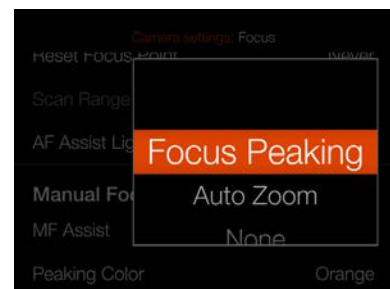 Camera settings: Focus
Reset Focus Point Never
Scan Range
AF Assist Lig
Focus Peaking
Manual Fo
Auto Zoom
MF Assist
None
Peaking Color Orange